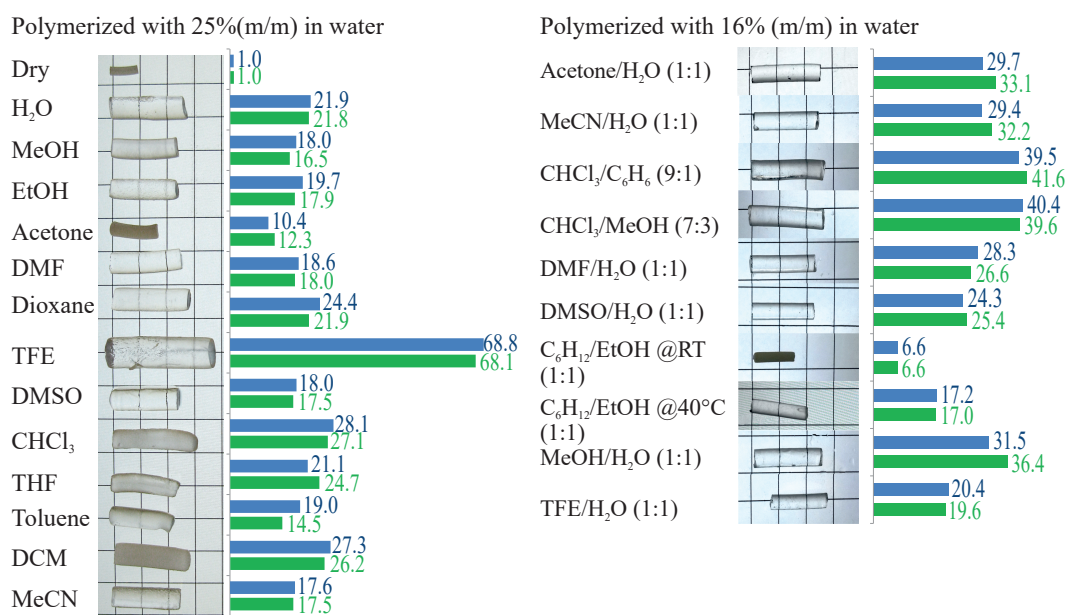 Polymerized with 25%(m/m) in water
Dry
1.0
1.0
H₂O
21.9
21.8
MeOH
18.0
16.5
EtOH
19.7
17.9
Acetone
10.4
12.3
DMF
18.6
18.0
Dioxane
24.4
21.9
TFE
68.8
68.1
DMSO
18.0
17.5
CHCl₃
28.1
27.1
THF
21.1
24.7
Toluene
19.0
14.5
DCM
27.3
26.2
MeCN
17.6
17.5
Polymerized with 16% (m/m) in water
Acetone/H₂O (1:1)
29.7
33.1
MeCN/H₂O (1:1)
29.4
32.2
CHCl₃/C₆H₆ (9:1)
39.5
41.6
CHCl₃/MeOH (7:3)
40.4
39.6
DMF/H₂O (1:1)
28.3
26.6
DMSO/H₂O (1:1)
24.3
25.4
C₆H₁₂/EtOH @RT
(1:1)
6.6
6.6
C₆H₁₂/EtOH @40°C
(1:1)
17.2
17.0
MeOH/H₂O (1:1)
31.5
36.4
TFE/H₂O (1:1)
20.4
19.6